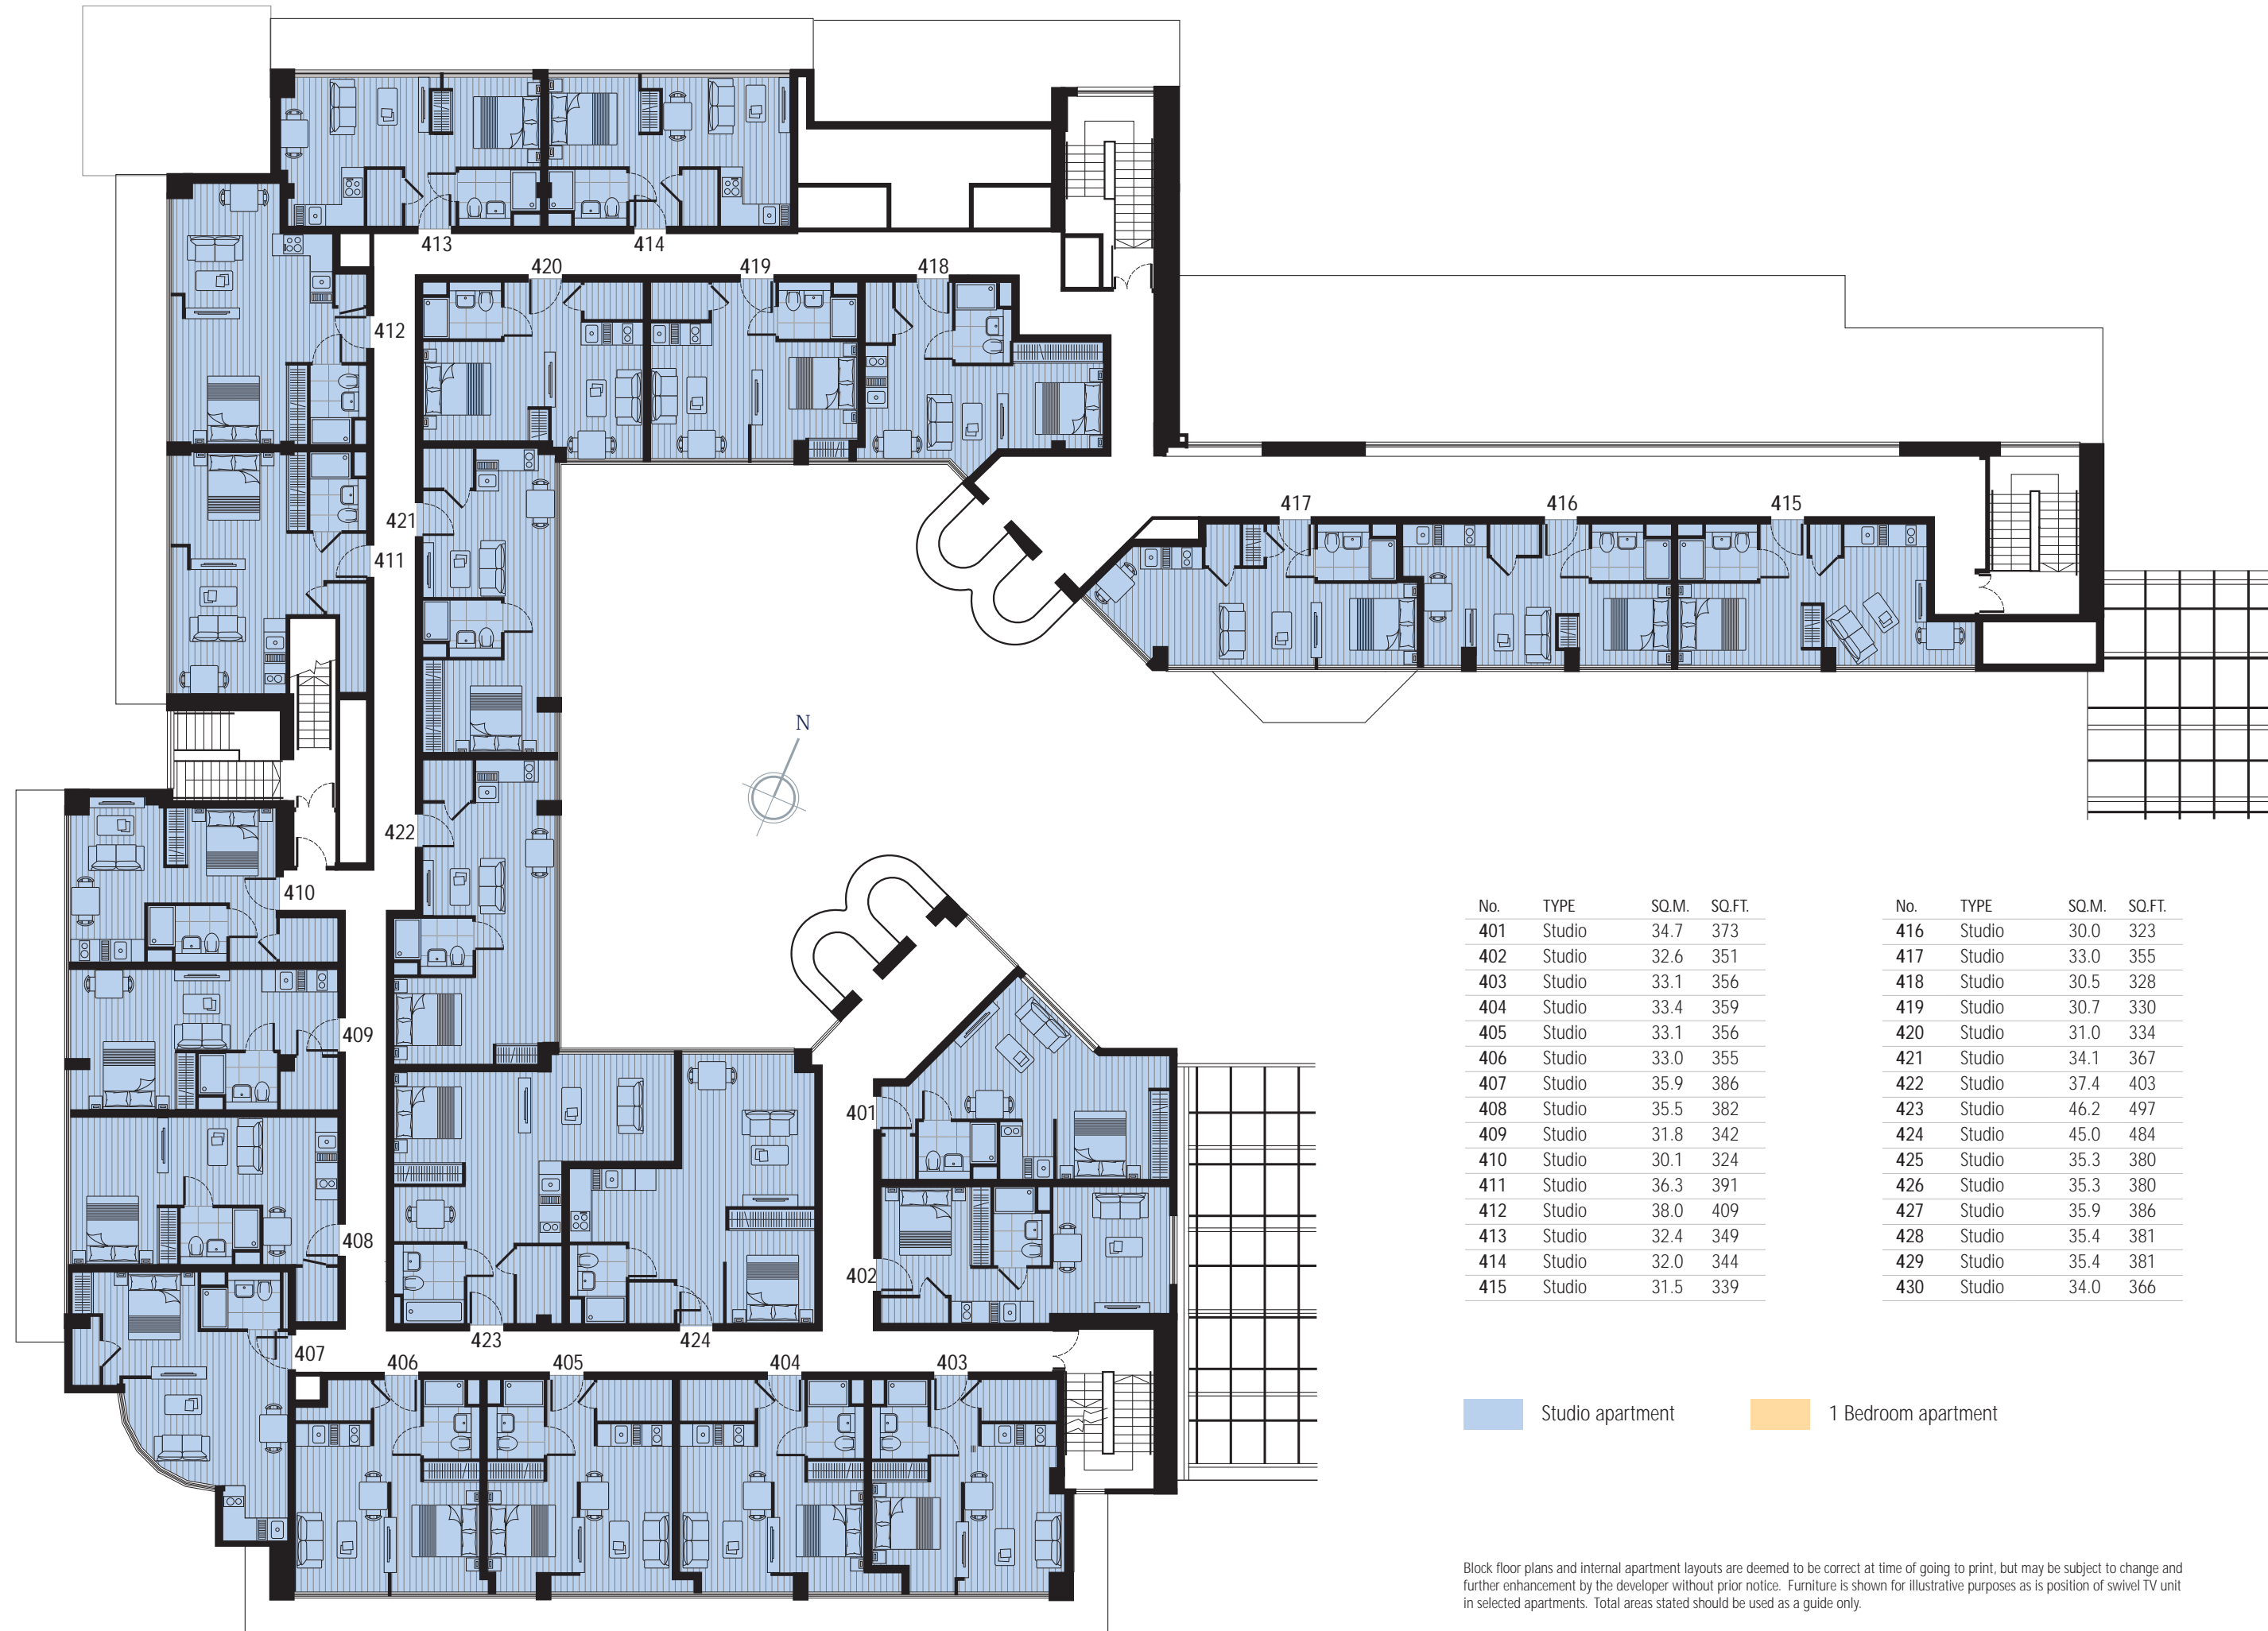 413
414
420
419
418
412
421
411
417
416
415
N
422
410
409
401
408
402
423
424
407
406
405
404
403
No. TYPE SQ.M. SQ.FT.
401 Studio 34.7 373
402 Studio 32.6 351
403 Studio 33.1 356
404 Studio 33.4 359
405 Studio 33.1 356
406 Studio 33.0 355
407 Studio 35.9 386
408 Studio 35.5 382
409 Studio 31.8 342
410 Studio 30.1 324
411 Studio 36.3 391
412 Studio 38.0 409
413 Studio 32.4 349
414 Studio 32.0 344
415 Studio 31.5 339
No. TYPE SQ.M. SQ.FT.
416 Studio 30.0 323
417 Studio 33.0 355
418 Studio 30.5 328
419 Studio 30.7 330
420 Studio 31.0 334
421 Studio 34.1 367
422 Studio 37.4 403
423 Studio 46.2 497
424 Studio 45.0 484
425 Studio 35.3 380
426 Studio 35.3 380
427 Studio 35.9 386
428 Studio 35.4 381
429 Studio 35.4 381
430 Studio 34.0 366
Studio apartment
1 Bedroom apartment
Block floor plans and internal apartment layouts are deemed to be correct at time of going to print, but may be subject to change and
further enhancement by the developer without prior notice. Furniture is shown for illustrative purposes as is position of swivel TV unit
in selected apartments. Total areas stated should be used as a guide only.